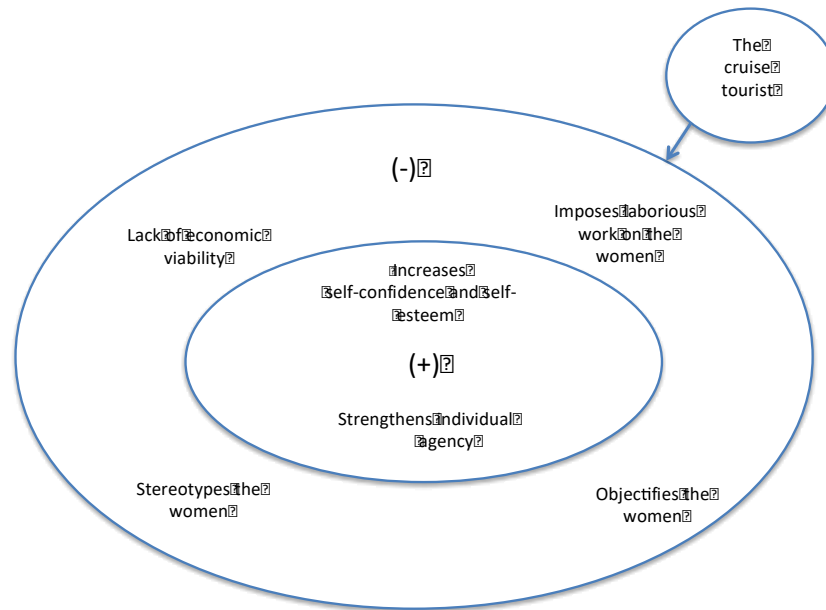 The
cruise
tourist
(-)
Lack of economic
viability
Imposes laborious
work on the
women
Increases
self-confidence and self-
esteem
(+)
Strengthens individual
agency
Stereotypes the
women
Objectifies the
women